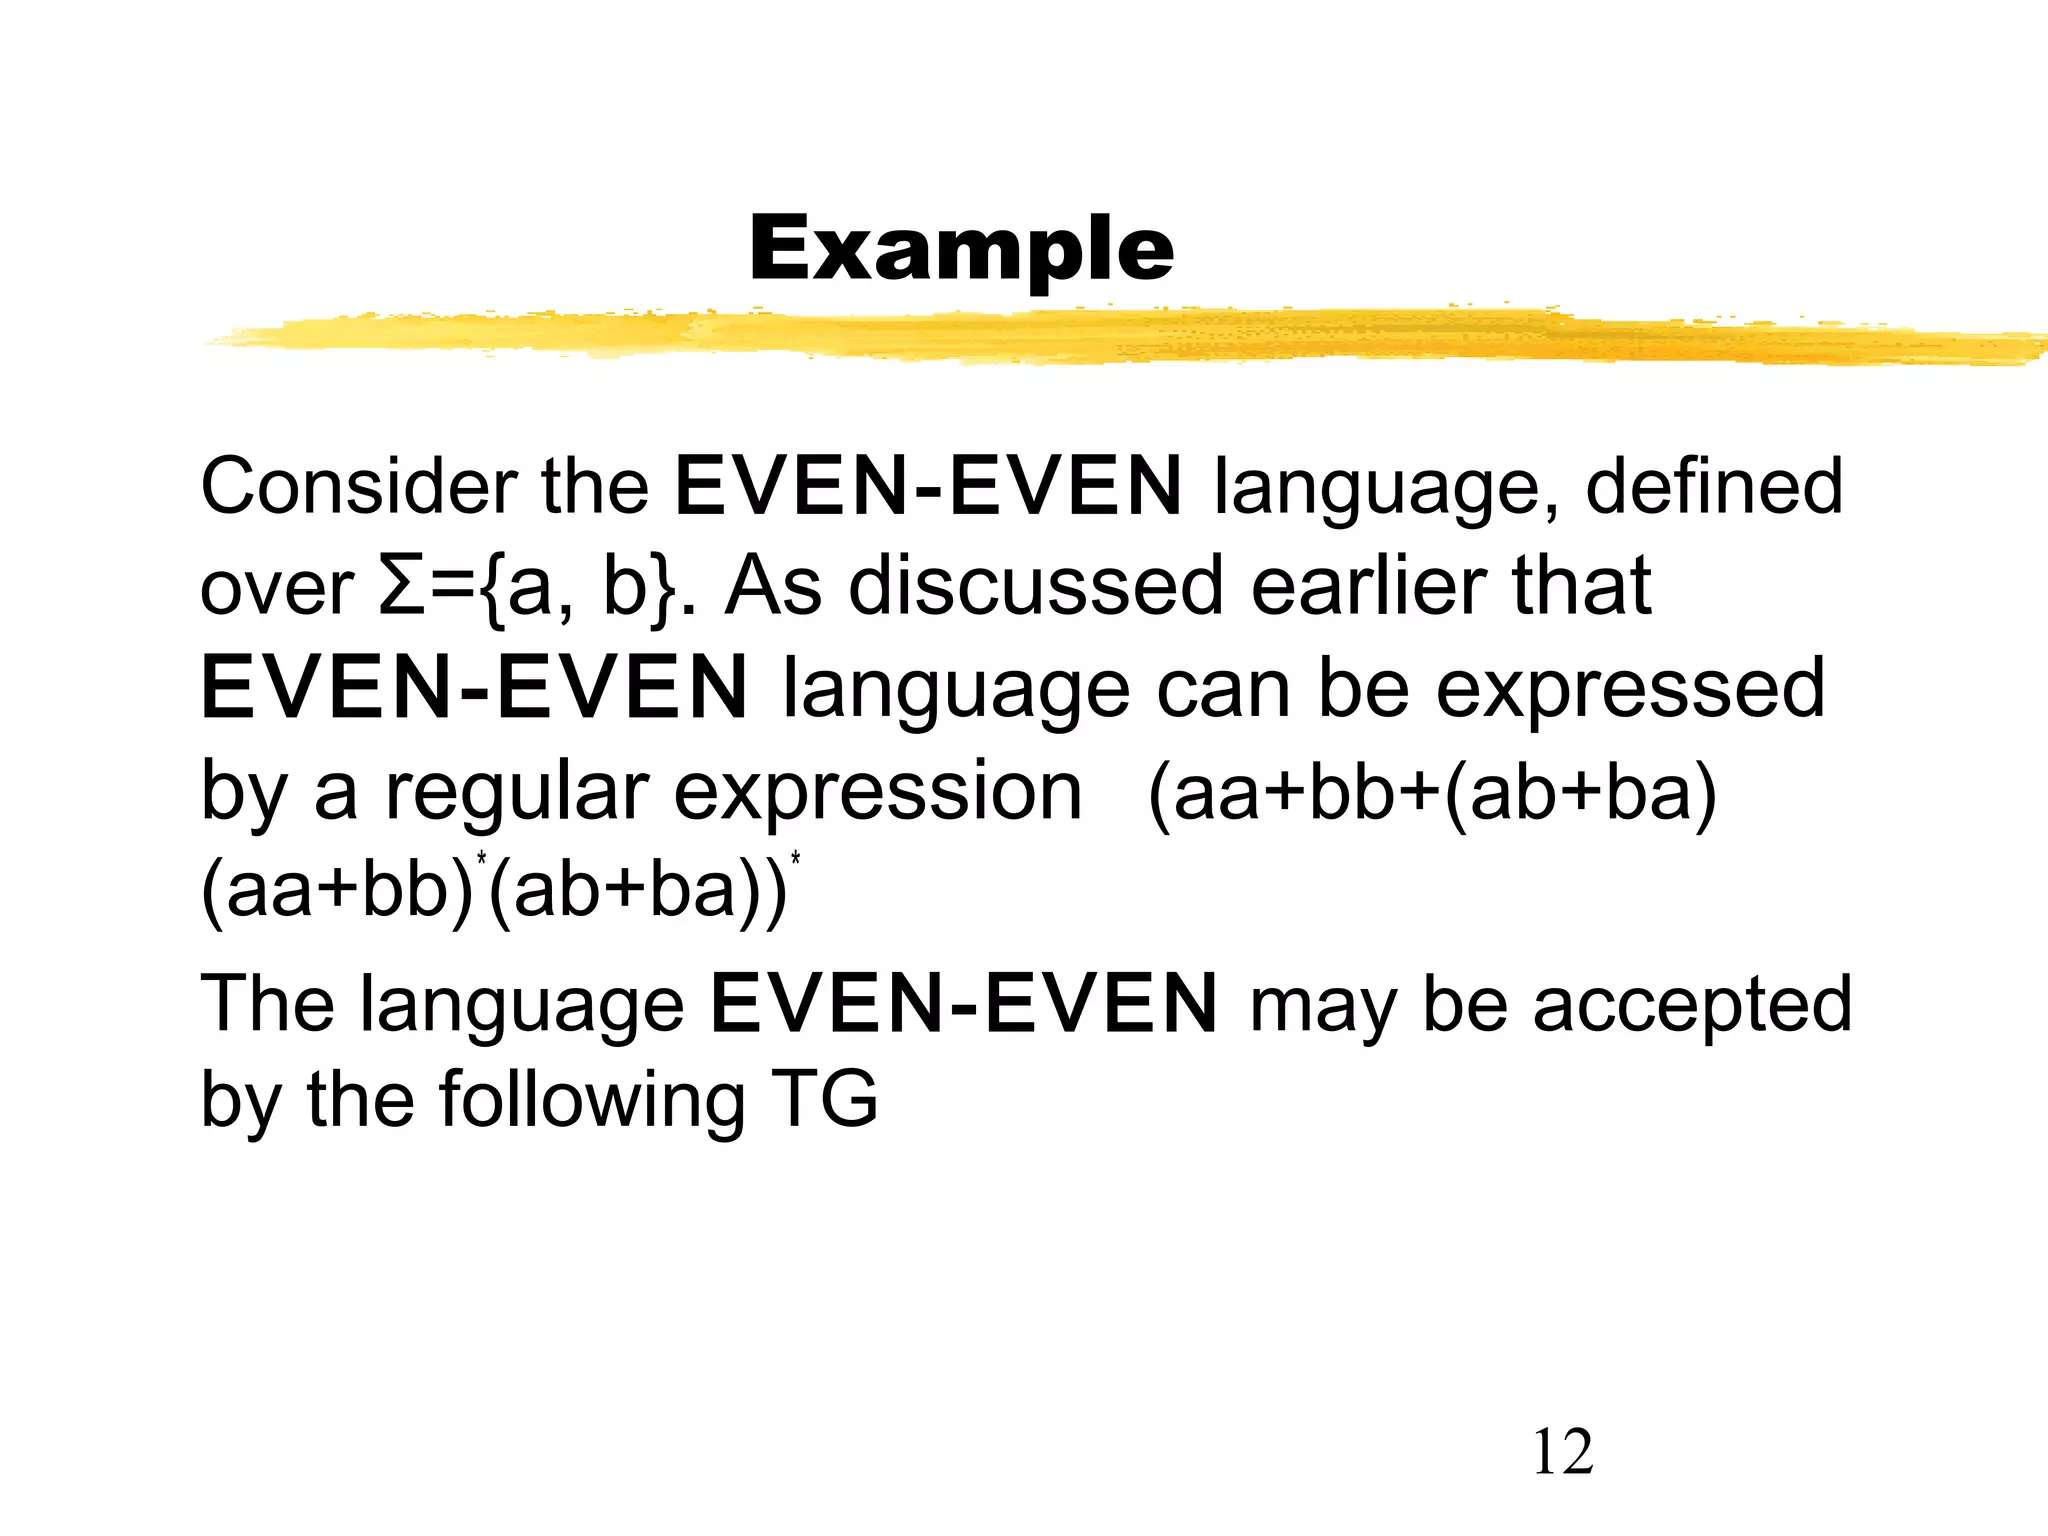 Example
Consider the EVEN-EVEN language, defined
over Σ={a, b}. As discussed earlier that
EVEN-EVEN language can be expressed
by a regular expression (aa+bb+(ab+ba)
(aa+bb)*(ab+ba))*
The language EVEN-EVEN may be accepted
by the following TG
12